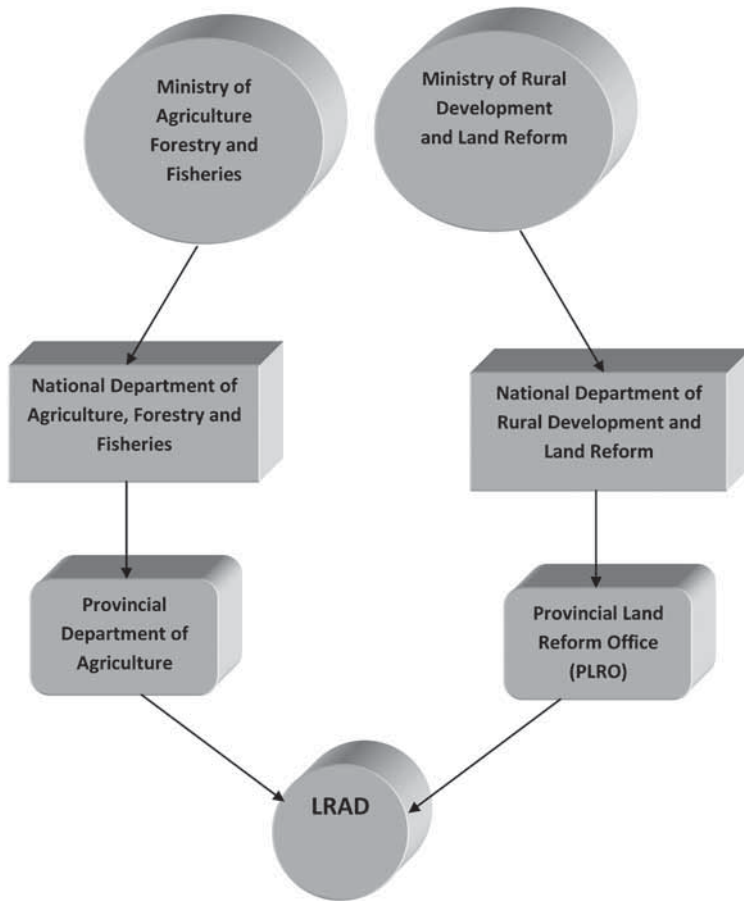 Ministry of
Agriculture
Forestry and
Fisheries
Ministry of Rural
Development
and Land Reform
National Department of
Agriculture, Forestry and
Fisheries
National Department of
Rural Development and
Land Reform
Provincial
Department of
Agriculture
Provincial Land
Reform Office
(PLRO)
LRAD